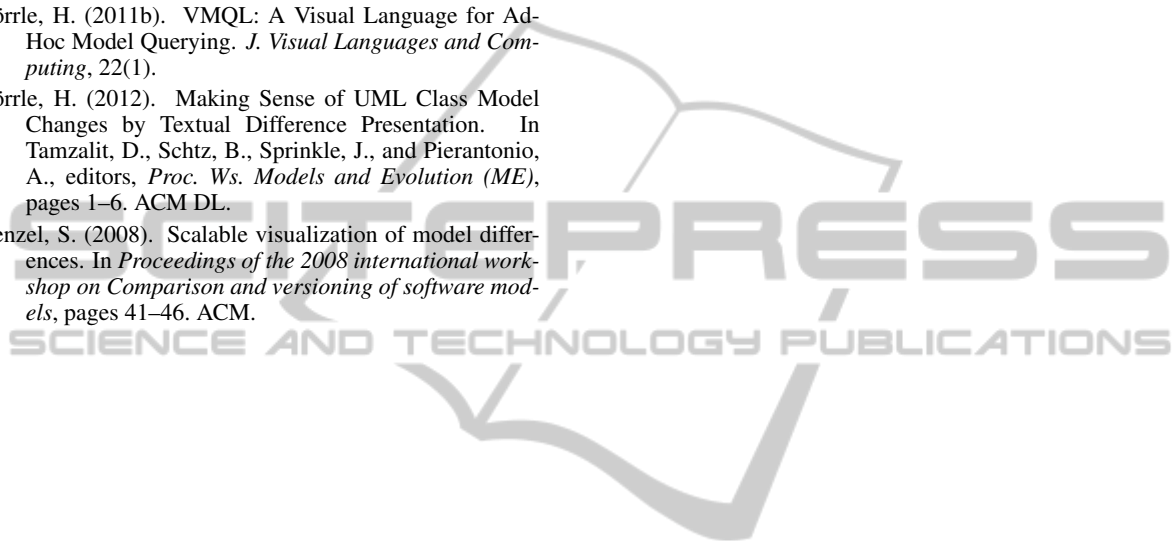 örrle, H. (2011b). VMQL: A Visual Language for Ad-
Hoc Model Querying. J. Visual Languages and Com-
puting, 22(1).
örrle, H. (2012). Making Sense of UML Class Model
Changes by Textual Difference Presentation. In
Tamzalit, D., Schtz, B., Sprinkle, J., and Pierantonio,
A., editors, Proc. Ws. Models and Evolution (ME),
pages 1–6. ACM DL.
enzel, S. (2008). Scalable visualization of model differ-
ences. In Proceedings of the 2008 international work-
shop on Comparison and versioning of software mod-
els, pages 41–46. ACM.
SCITEPRESS
SCIENCE AND TECHNOLOGY PUBLICATIONS